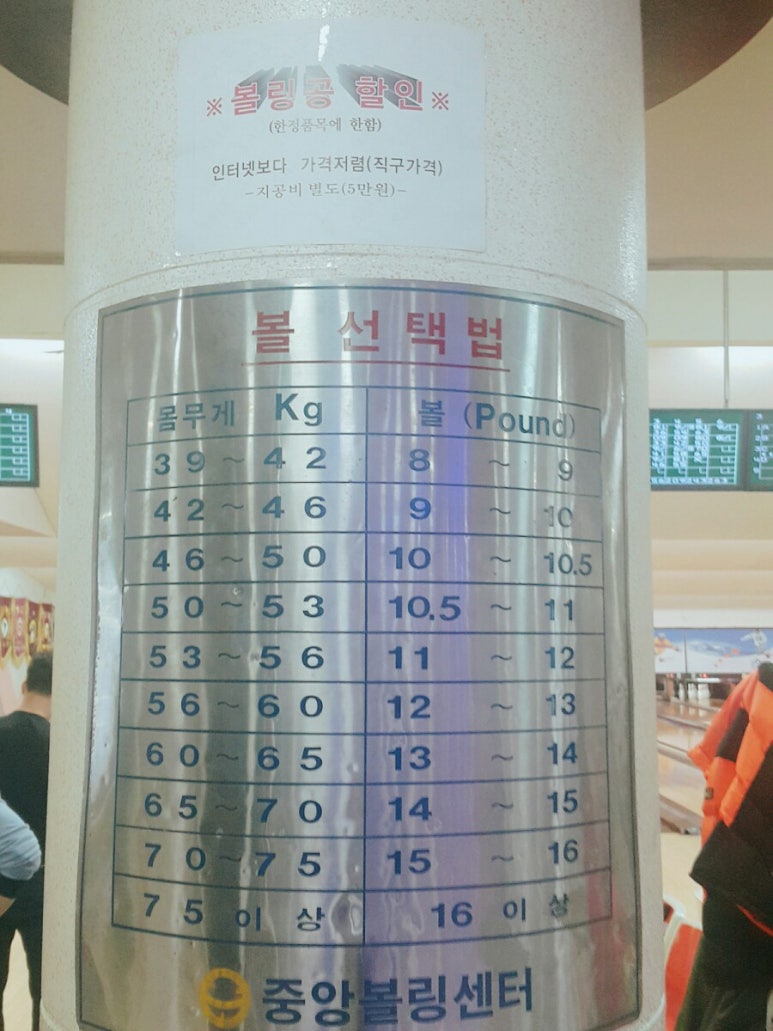 ※볼링공 할인※
(한정품목에 한함)
인터넷보다 가격저렴(직구가격)
-지공비 별도(5만원)-
볼 선택법
몸무게 Kg 볼 (Pound)
39~42 8 ~ 9
42~46 9 ~ 10
46~50 10 ~ 10.5
50~53 10.5 ~ 11
53~56 11 ~ 12
56~60 12 ~ 13
60~65 13 ~ 14
65~70 14 ~ 15
70~75 15 ~ 16
75이상 16 이상
중앙볼링센터